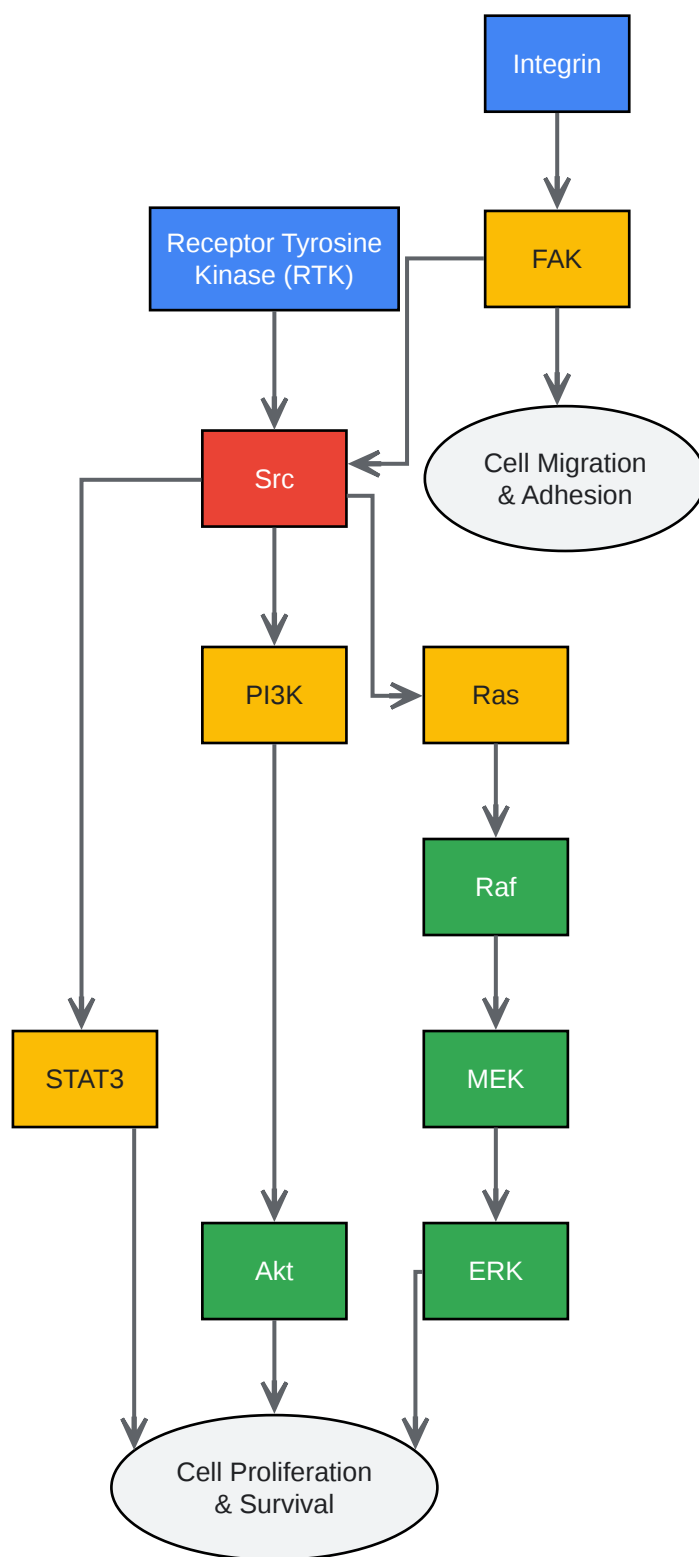 Integrin
Receptor Tyrosine
Kinase (RTK)
FAK
Src
Cell Migration
& Adhesion
PI3K
Ras
Raf
STAT3
MEK
Akt
ERK
Cell Proliferation
& Survival